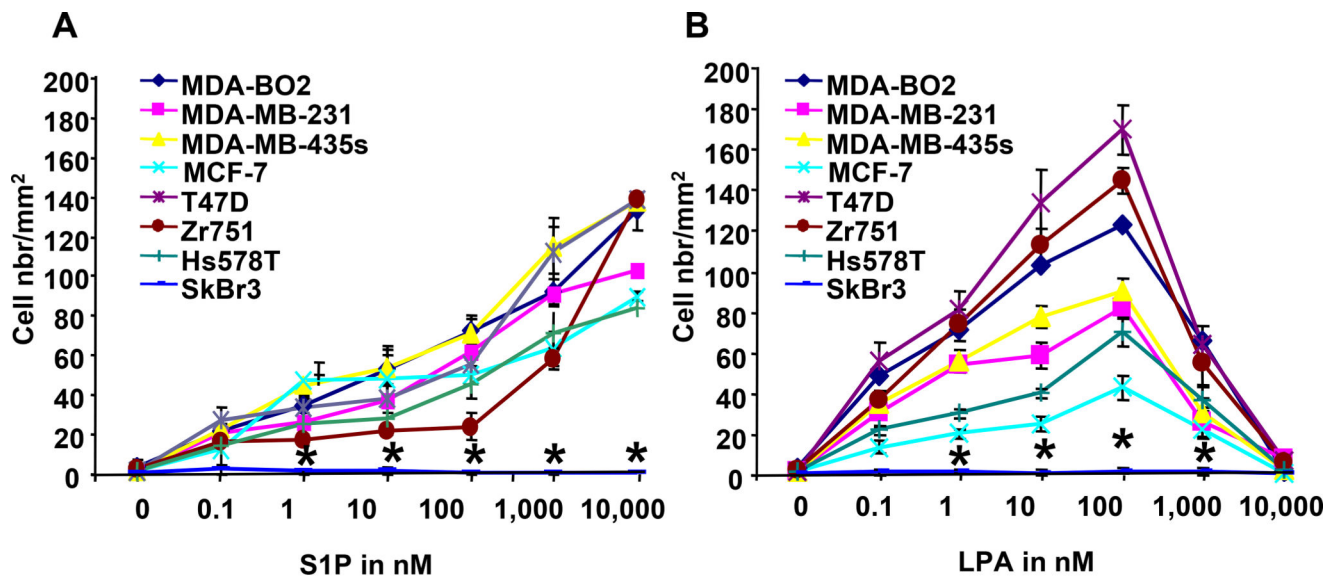 A
Cell nbr/mm²
200
180
160
140
120
100
80
60
40
20
0
MDA-BO2
MDA-MB-231
MDA-MB-435s
MCF-7
T47D
Zr751
Hs578T
SkBr3
* * * * *
0 0.1 1 10 100 1,000 10,000
S1P in nM
B
Cell nbr/mm²
200
180
160
140
120
100
80
60
40
20
0
MDA-BO2
MDA-MB-231
MDA-MB-435s
MCF-7
T47D
Zr751
Hs578T
SkBr3
* * * *
0 0.1 1 10 100 1,000 10,000
LPA in nM